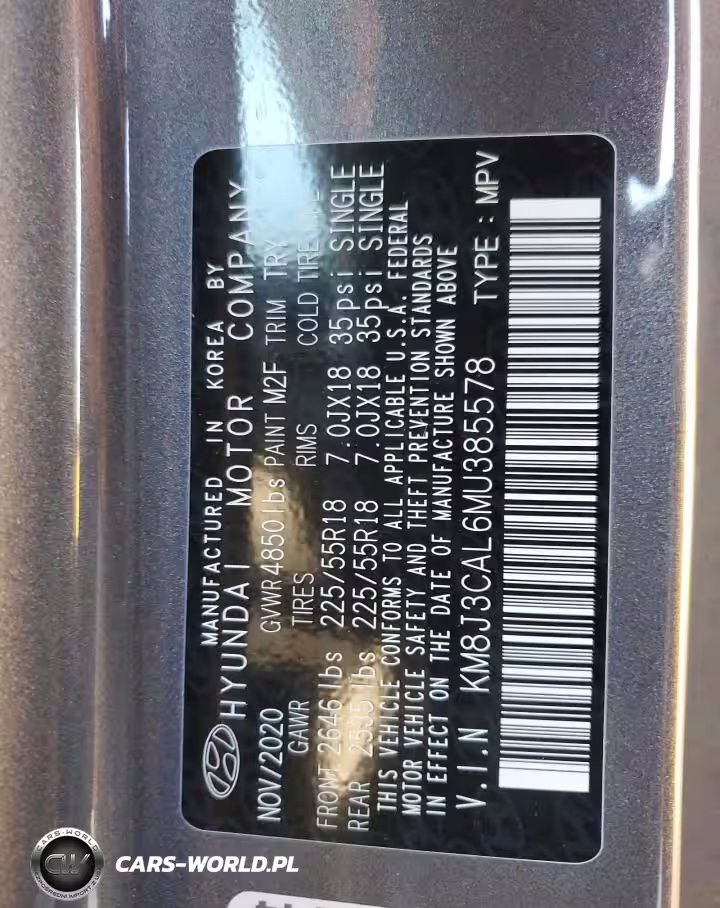 MANUFACTURED IN KOREA BY
HYUNDAI MOTOR COMPANY
NOV/2020 GVWR 4850lbs PAINT M2F TRIM TRY
GAWR TIRES RIMS COLD TIRE
FRONT 2646lbs 225/55R18 7.0JX18 35psi SINGLE
REAR 2535lbs 225/55R18 7.0JX18 35psi SINGLE
THIS VEHICLE CONFORMS TO ALL APPLICABLE U.S.A. FEDERAL
MOTOR VEHICLE SAFETY AND THEFT PREVENTION STANDARDS
IN EFFECT ON THE DATE OF MANUFACTURE SHOWN ABOVE
V.I.N KM8J3CAL6MU385578 TYPE : MPV
CARS-WORLD
CW
CARS-WORLD.PL